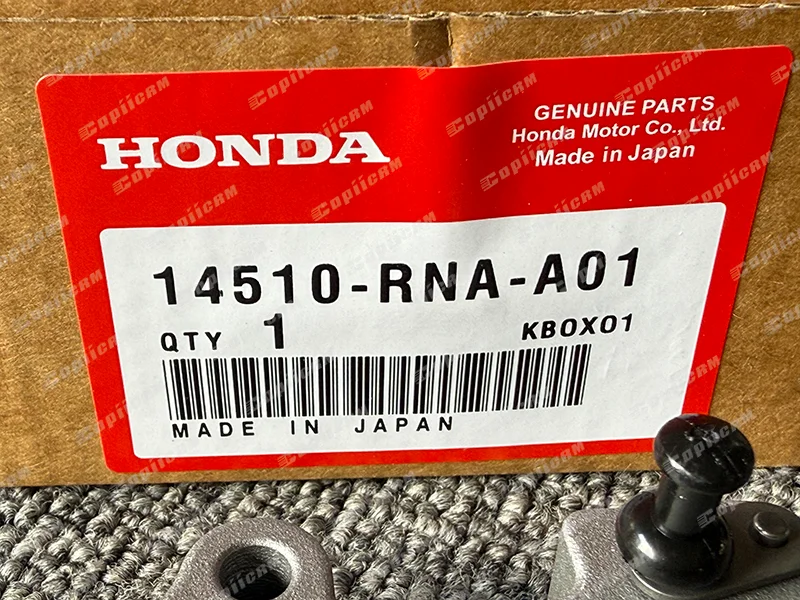 HONDA
GENUINE PARTS
Honda Motor Co., Ltd.
Made in Japan
14510-RNA-A01
QTY 1 KBOX01
MADE IN JAPAN
CopiiCRM